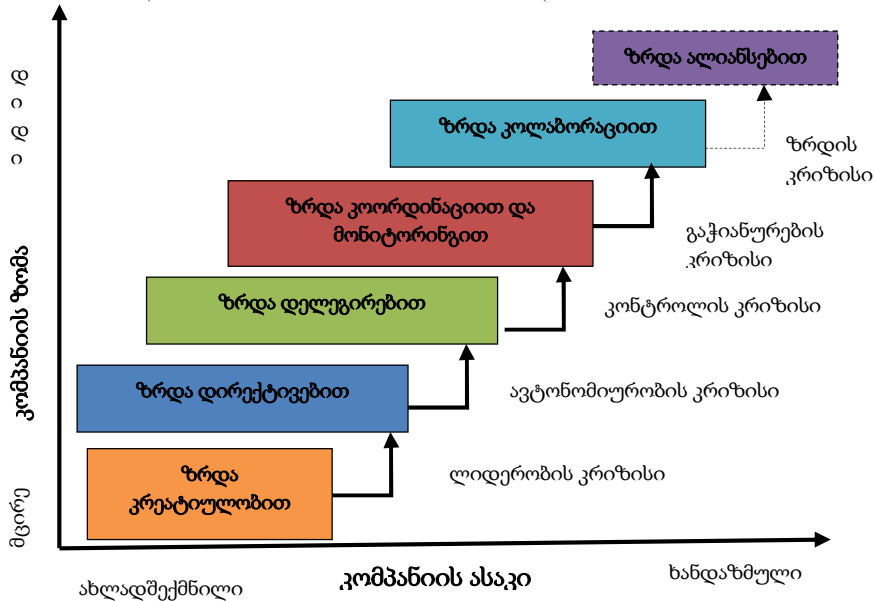 ზრდა ალიანსებით
ზრდა კოლაბორაციით
ზრდის
კრიზისი
ზრდა კოორდინაციით და
მონიტორინგით
გაჭიანურების
კრიზისი
ზრდა დელეგირებით
კონტროლის კრიზისი
ზრდა დირექტივებით
ავტონომიურობის კრიზისი
ზრდა
კრეატიულობით
ლიდერობის კრიზისი
დიდი
კომპანიის ზომა
მცირე
ახლადშექმნილი
კომპანიის ასაკი
ხანდაზმული